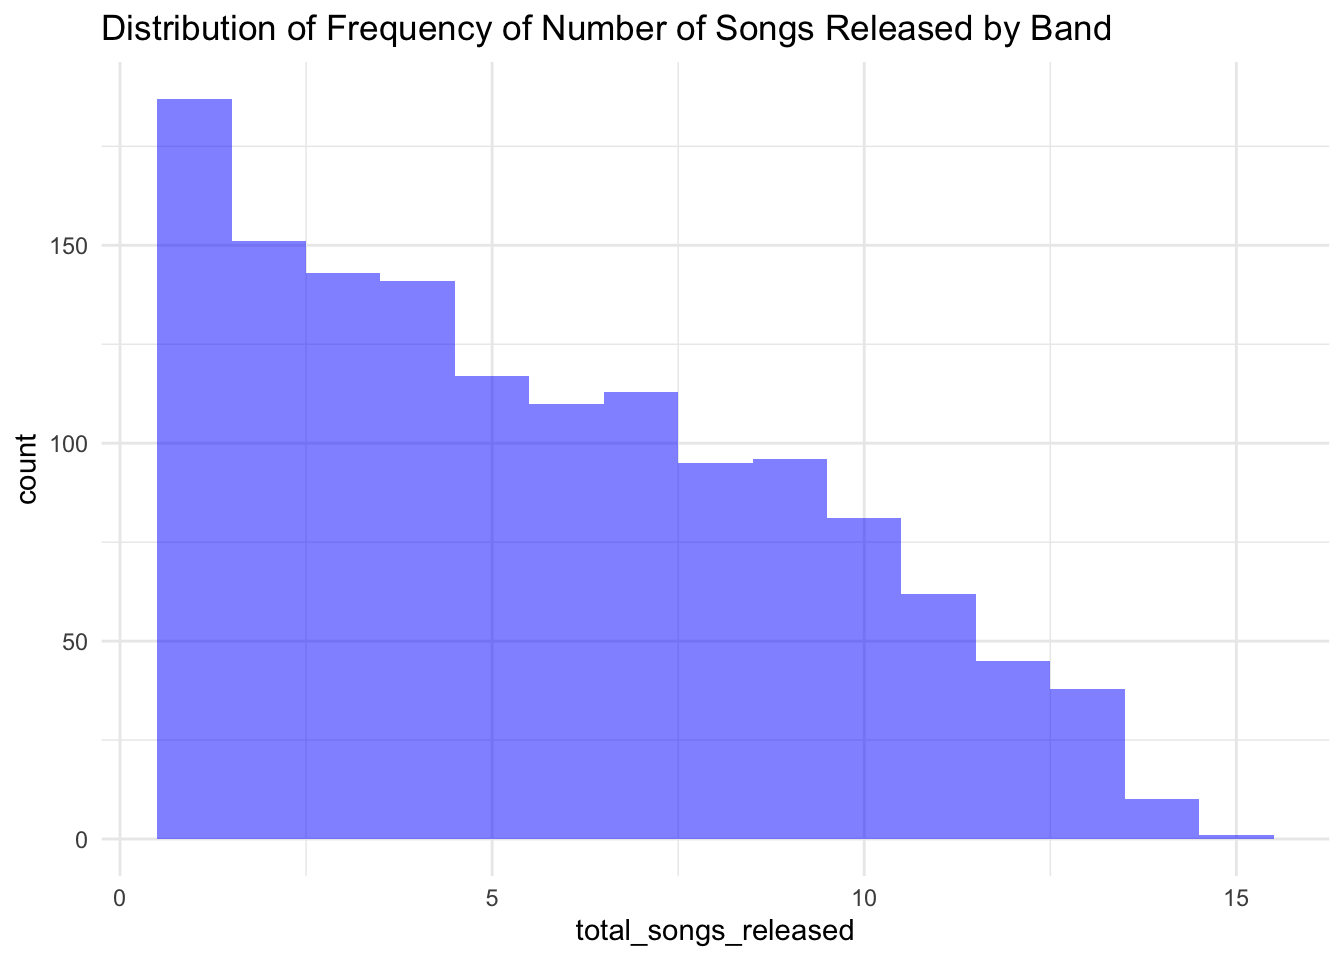 Distribution of Frequency of Number of Songs Released by Band
count
150
100
50
0
0 5 10 15
total_songs_released